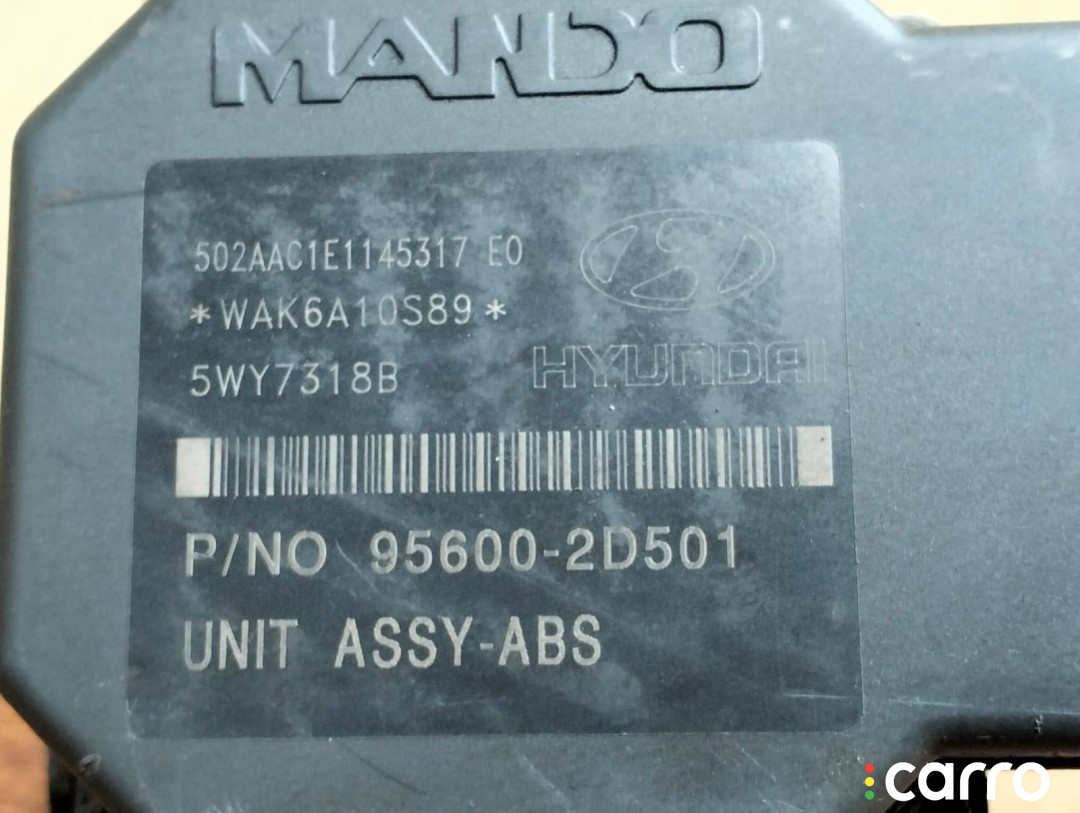 MANDO
502AAC1E1145317 E0
*WAK6A10S89*
5WY7318B
HYUNDAI
P/NO 95600-2D501
UNIT ASSY-ABS
carro